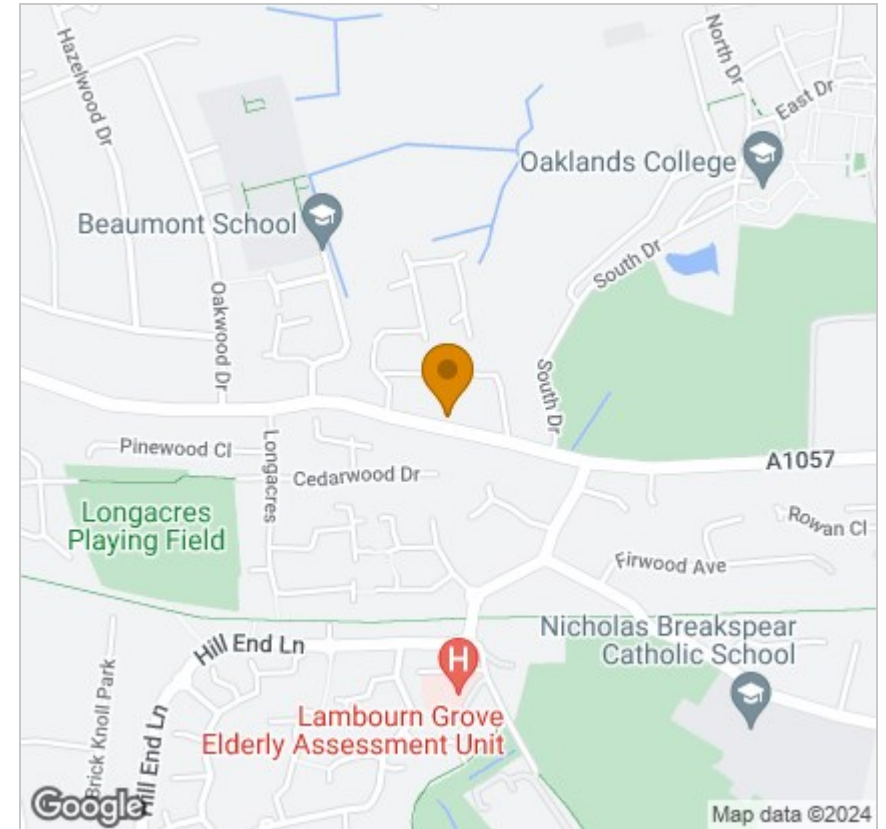 Hazelwood Dr
North Dr
East Dr
Oaklands College
Beaumont School
South Dr
Oakwood Dr
South Dr
A1057
Pinewood Cl
Longacres
Cedarwood Dr
Longacres
Playing Field
Rowan Cl
Firwood Ave
Hill End Ln
Nicholas Breakspear
Catholic School
H
Brick Knoll Park
Hill End Ln
Lambourn Grove
Elderly Assessment Unit
Google
Map data ©2024